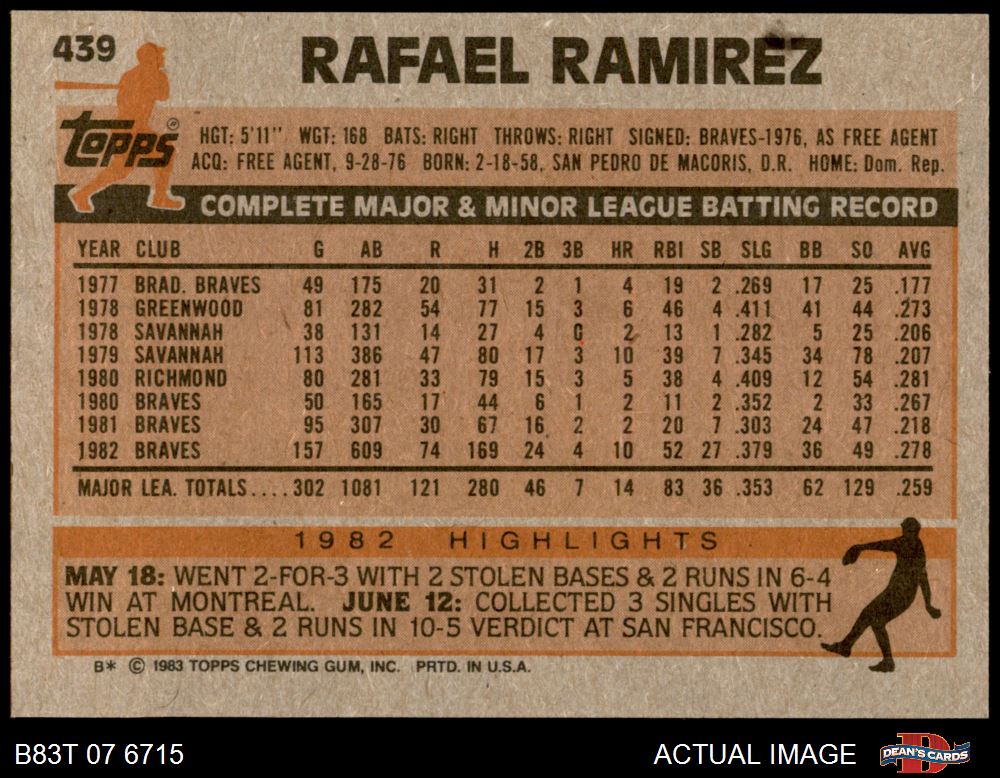 439
RAFAEL RAMIREZ
TOPPS ®
HGT: 5'11" WGT: 168 BATS: RIGHT THROWS: RIGHT SIGNED: BRAVES-1976, AS FREE AGENT
ACQ: FREE AGENT, 9-28-76 BORN: 2-18-58, SAN PEDRO DE MACORIS, D.R. HOME: Dom. Rep.
COMPLETE MAJOR & MINOR LEAGUE BATTING RECORD
YEAR CLUB G AB R H 2B 3B HR RBI SB SLG BB SO AVG
1977 BRAD. BRAVES 49 175 20 31 2 1 4 19 2 .269 17 25 .177
1978 GREENWOOD 81 282 54 77 15 3 6 46 4 .411 41 44 .273
1978 SAVANNAH 38 131 14 27 4 0 2 13 1 .282 5 25 .206
1979 SAVANNAH 113 386 47 80 17 3 10 39 7 .345 34 78 .207
1980 RICHMOND 80 281 33 79 15 3 5 38 4 .409 12 54 .281
1980 BRAVES 50 165 17 44 6 1 2 11 2 .352 2 33 .267
1981 BRAVES 95 307 30 67 16 2 2 20 7 .303 24 47 .218
1982 BRAVES 157 609 74 169 24 4 10 52 27 .379 36 49 .278
MAJOR LEA. TOTALS....302 1081 121 280 46 7 14 83 36 .353 62 129 .259
1982 HIGHLIGHTS
MAY 18: WENT 2-FOR-3 WITH 2 STOLEN BASES & 2 RUNS IN 6-4
WIN AT MONTREAL. JUNE 12: COLLECTED 3 SINGLES WITH
STOLEN BASE & 2 RUNS IN 10-5 VERDICT AT SAN FRANCISCO.
B* © 1983 TOPPS CHEWING GUM, INC. PRTD. IN U.S.A.
B83T 07 6715
ACTUAL IMAGE
D
DEAN'S CARDS